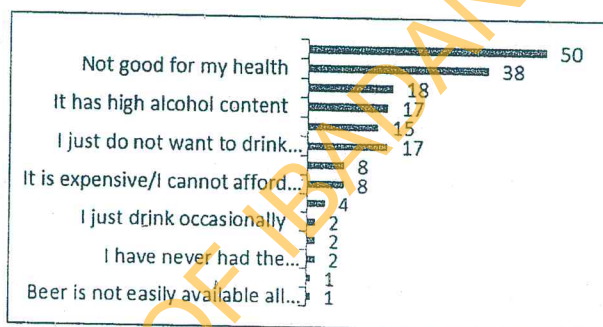 50
Not good for my health 38
18
It has high alcohol content 17
15
I just do not want to drink... 17
8
It is expensive/I cannot afford... 8
4
I just drink occasionally 2
2
I have never had the... 2
1
Beer is not easily available all... 1
OF IBADAN